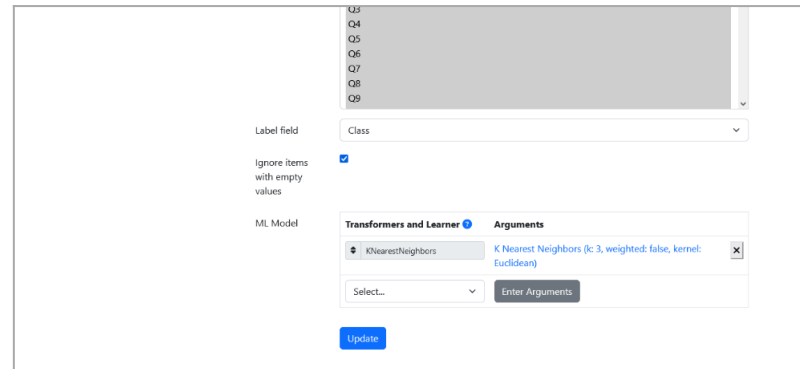 Q3
Q4
Q5
Q6
Q7
Q8
Q9
Label field
Class
Ignore items
with empty
values
ML Model
Transformers and Learner ? Arguments
KNearestNeighbors
K Nearest Neighbors (k: 3, weighted: false, kernel:
Euclidean)
Select...
Enter Arguments
Update